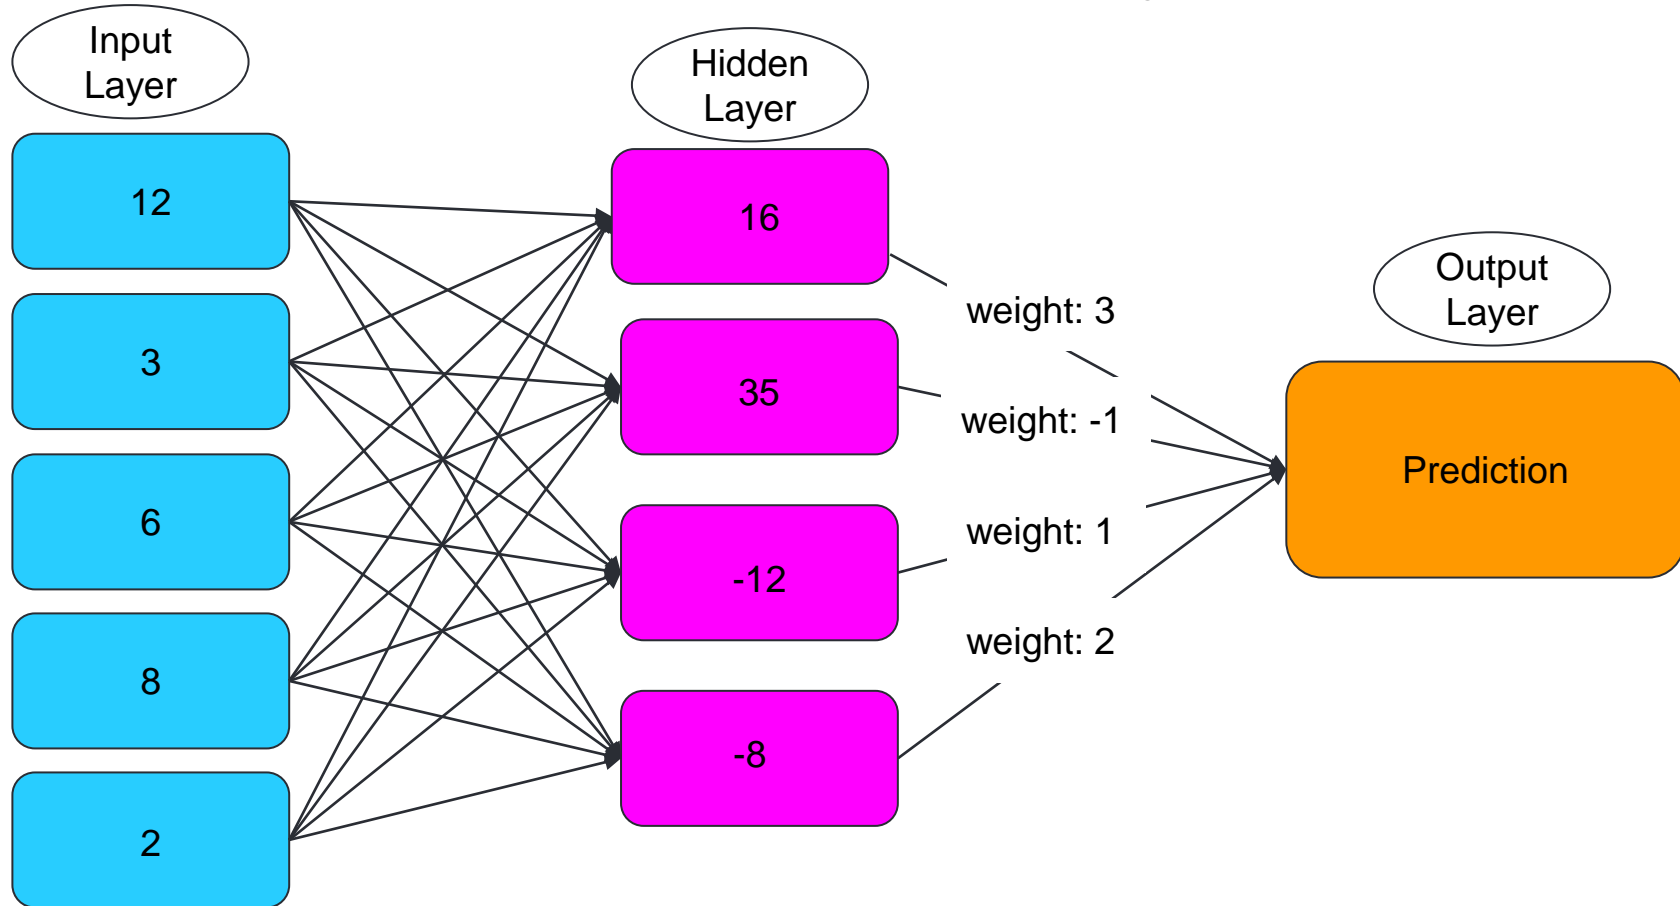 Input
Layer
Hidden
Layer
Output
Layer
12
3
6
8
2
16
35
-12
-8
weight: 3
weight: -1
weight: 1
weight: 2
Prediction